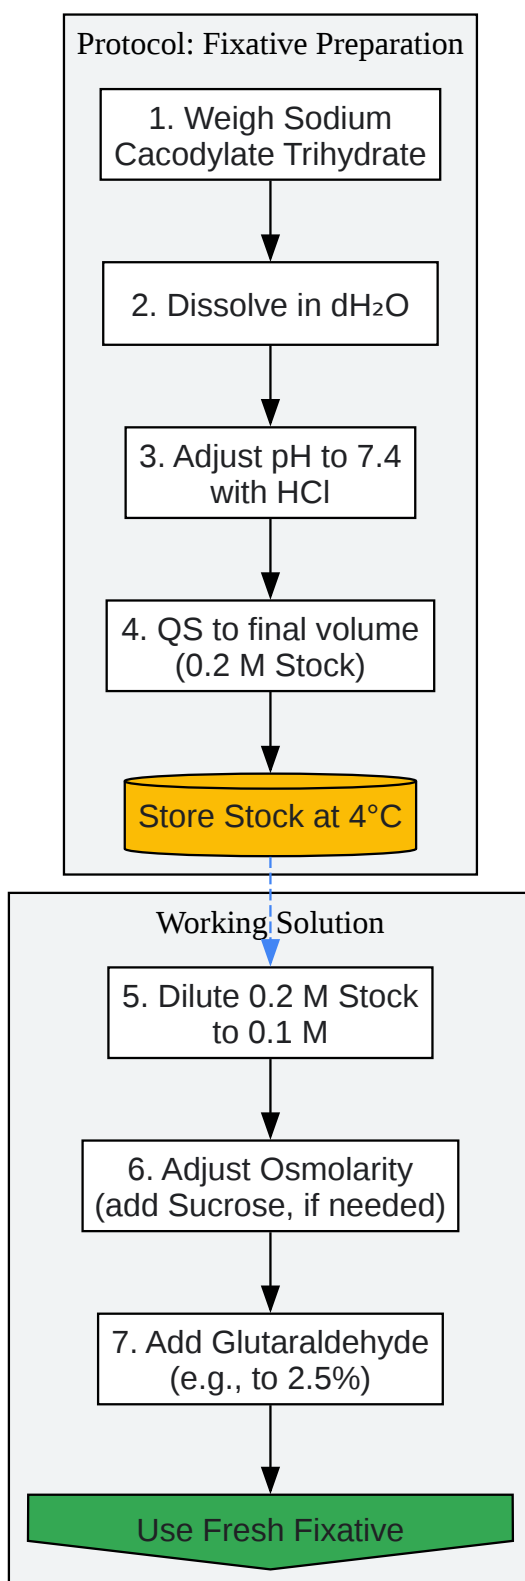 Protocol: Fixative Preparation
1. Weigh Sodium
Cacodylate Trihydrate
2. Dissolve in dH₂O
3. Adjust pH to 7.4
with HCl
4. QS to final volume
(0.2 M Stock)
Store Stock at 4°C
Working Solution
5. Dilute 0.2 M Stock
to 0.1 M
6. Adjust Osmolarity
(add Sucrose, if needed)
7. Add Glutaraldehyde
(e.g., to 2.5%)
Use Fresh Fixative